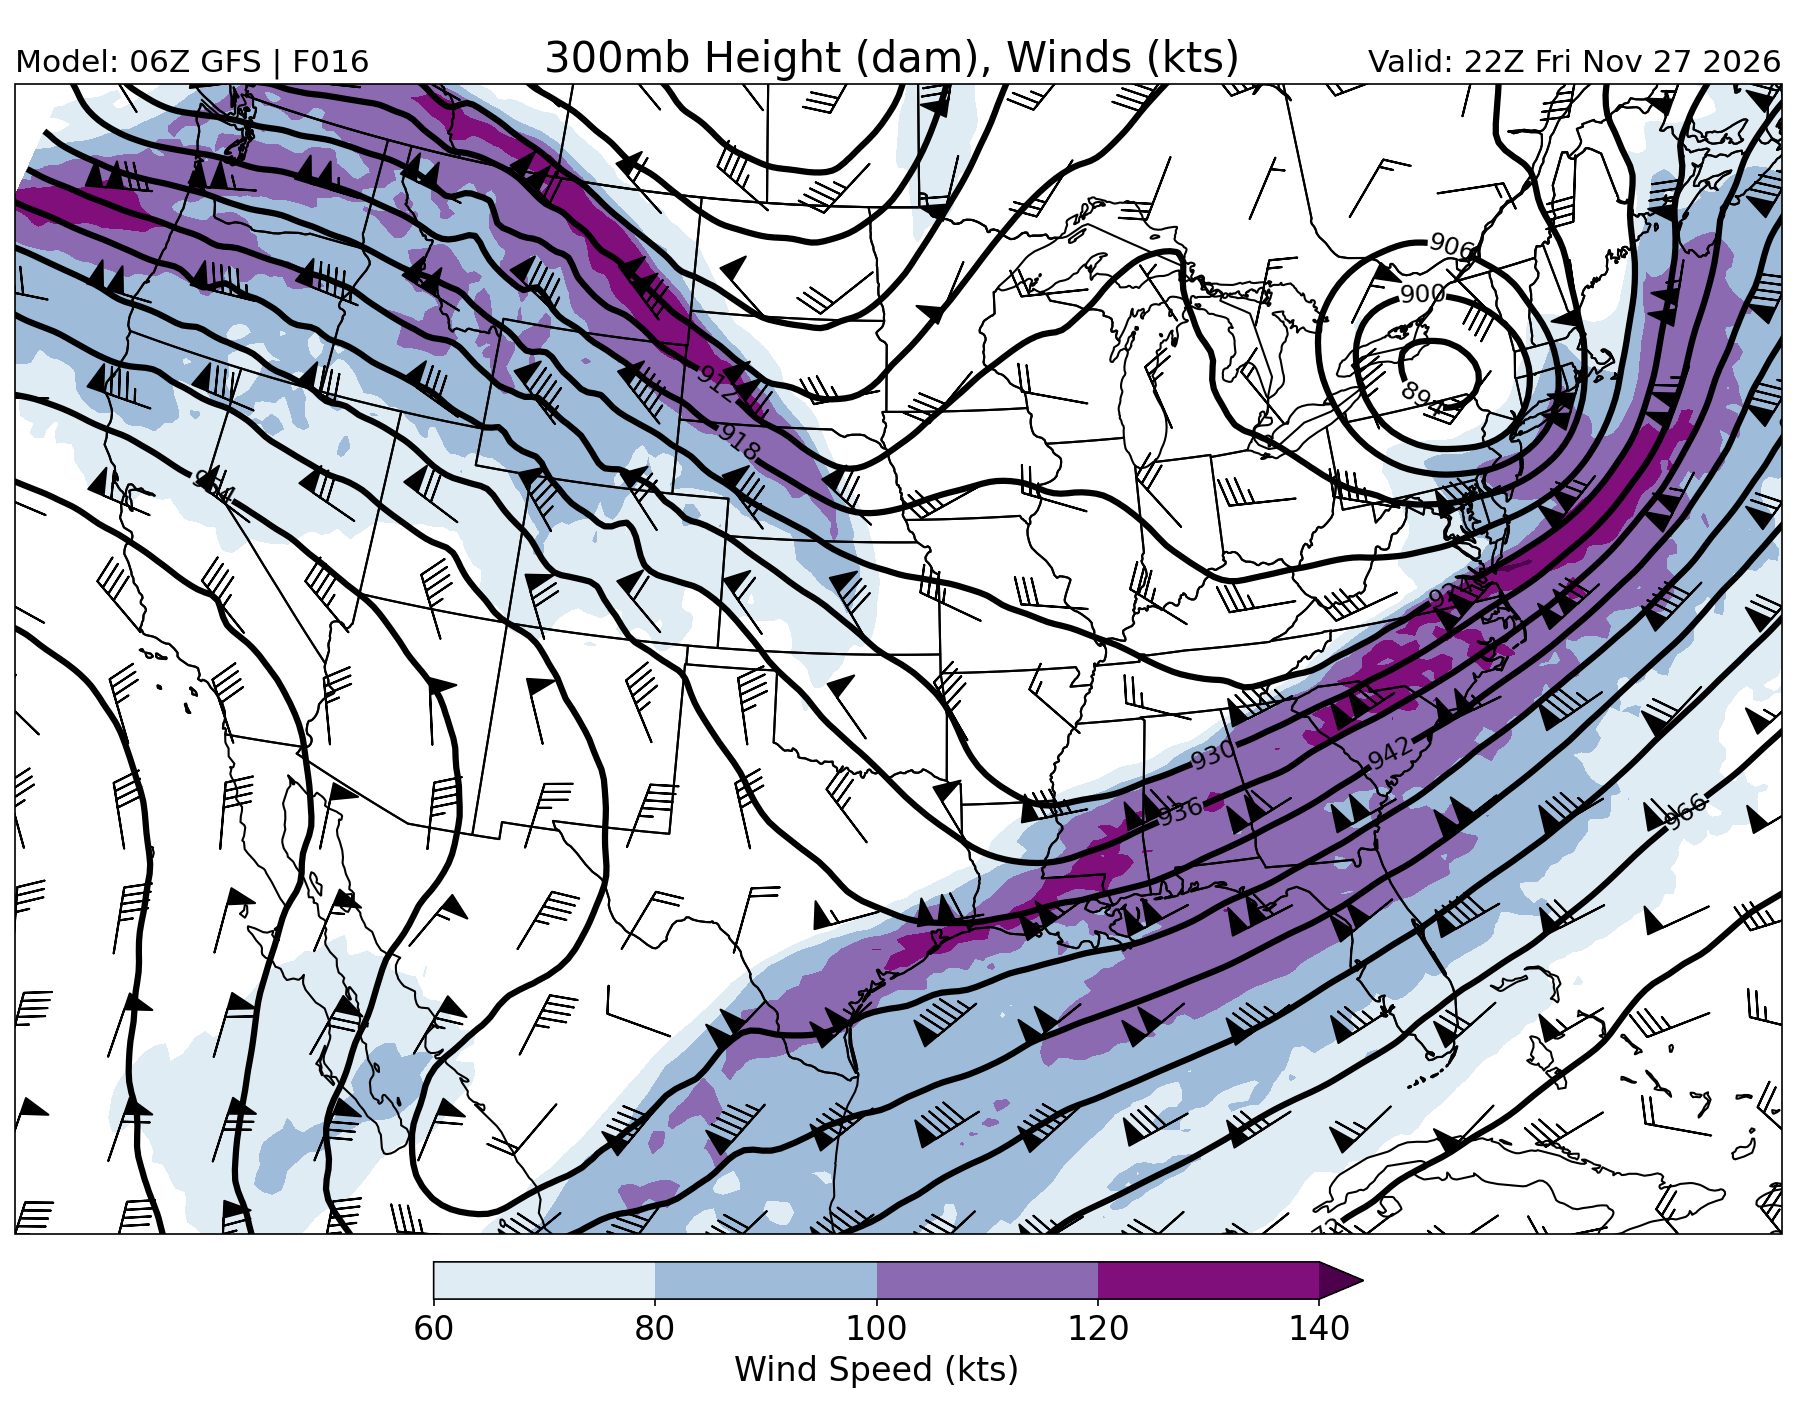 Model: 06Z GFS | F016
300mb Height (dam), Winds (kts)
Valid: 22Z Fri Nov 27 2026
906
900
894
912
918
924
930
942
936
966
60 80 100 120 140
Wind Speed (kts)